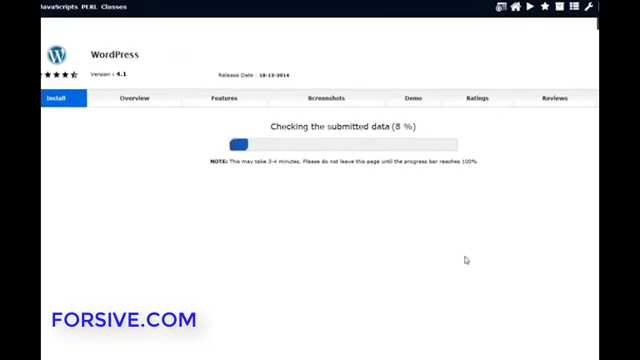 JavaScripts PERL Classes
WordPress
Version : 4.1
Release Date : 18-12-2014
Install Overview Features Screenshots Demo Ratings Reviews
Checking the submitted data (8 %)
NOTE: This may take 3-4 minutes. Please do not leave this page until the progress bar reaches 100%
FORSIVE.COM